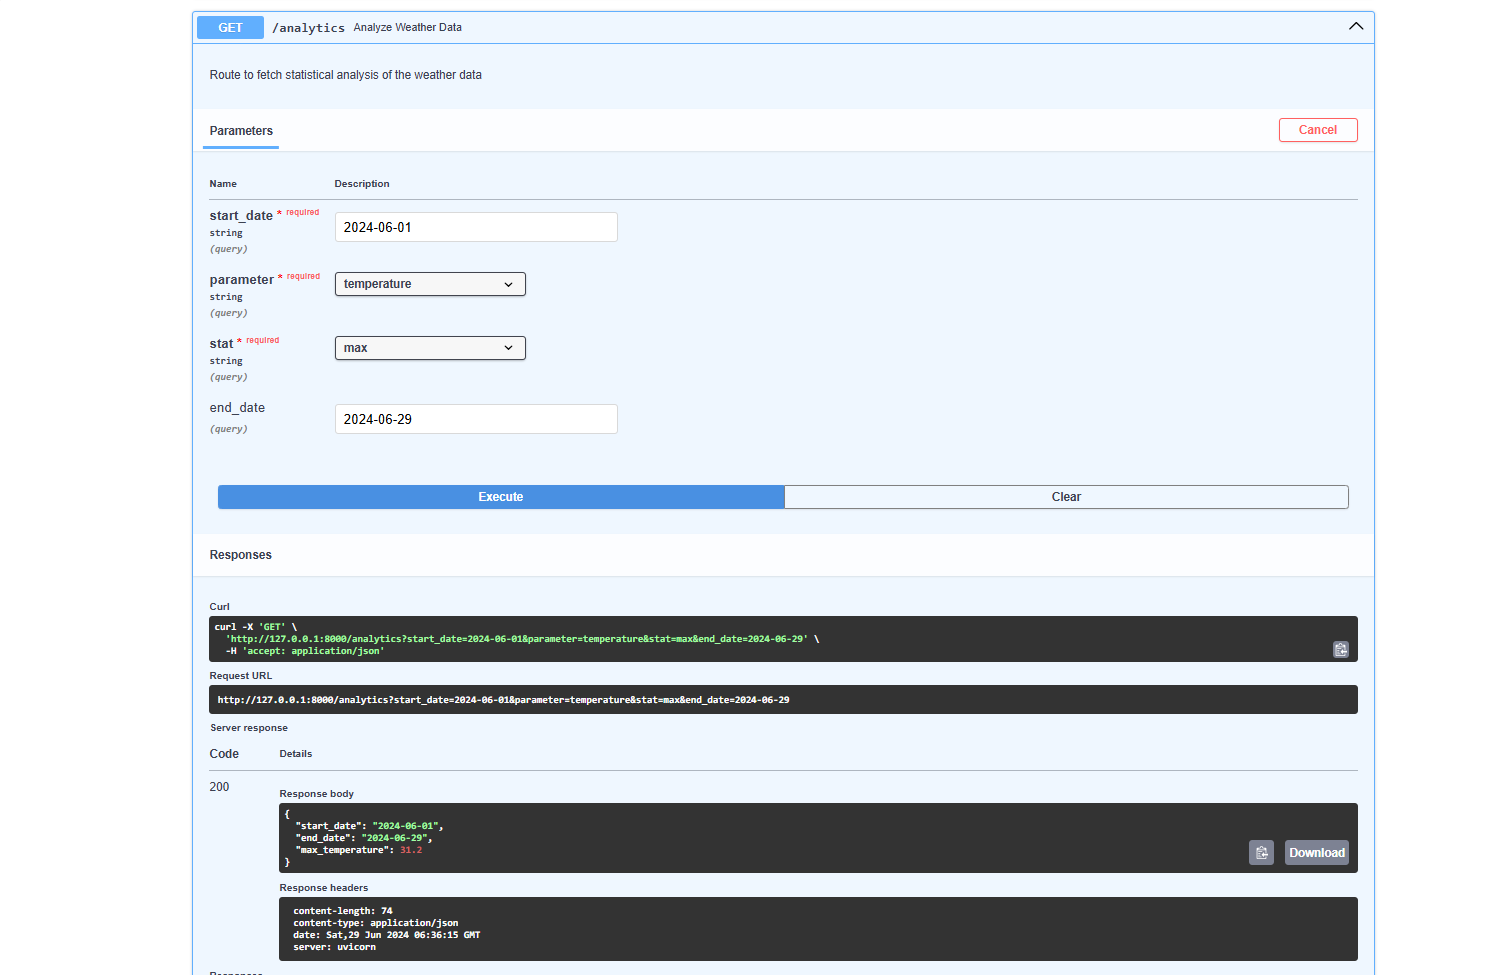 GET /analytics Analyze Weather Data
Route to fetch statistical analysis of the weather data
Parameters
Cancel
Name Description
start_date * required
string
(query)
2024-06-01
parameter * required
string
(query)
temperature
stat * required
string
(query)
max
end_date
(query)
2024-06-29
Execute
Clear
Responses
Curl
curl -X 'GET' \
'http://127.0.0.1:8000/analytics?start_date=2024-06-01&parameter=temperature&stat=max&end_date=2024-06-29' \
-H 'accept: application/json'
Request URL
http://127.0.0.1:8000/analytics?start_date=2024-06-01&parameter=temperature&stat=max&end_date=2024-06-29
Server response
Code Details
200
Response body
{
"start_date": "2024-06-01",
"end_date": "2024-06-29",
"max_temperature": 31.2
}
Download
Response headers
content-length: 74
content-type: application/json
date: Sat,29 Jun 2024 06:36:15 GMT
server: uvicorn